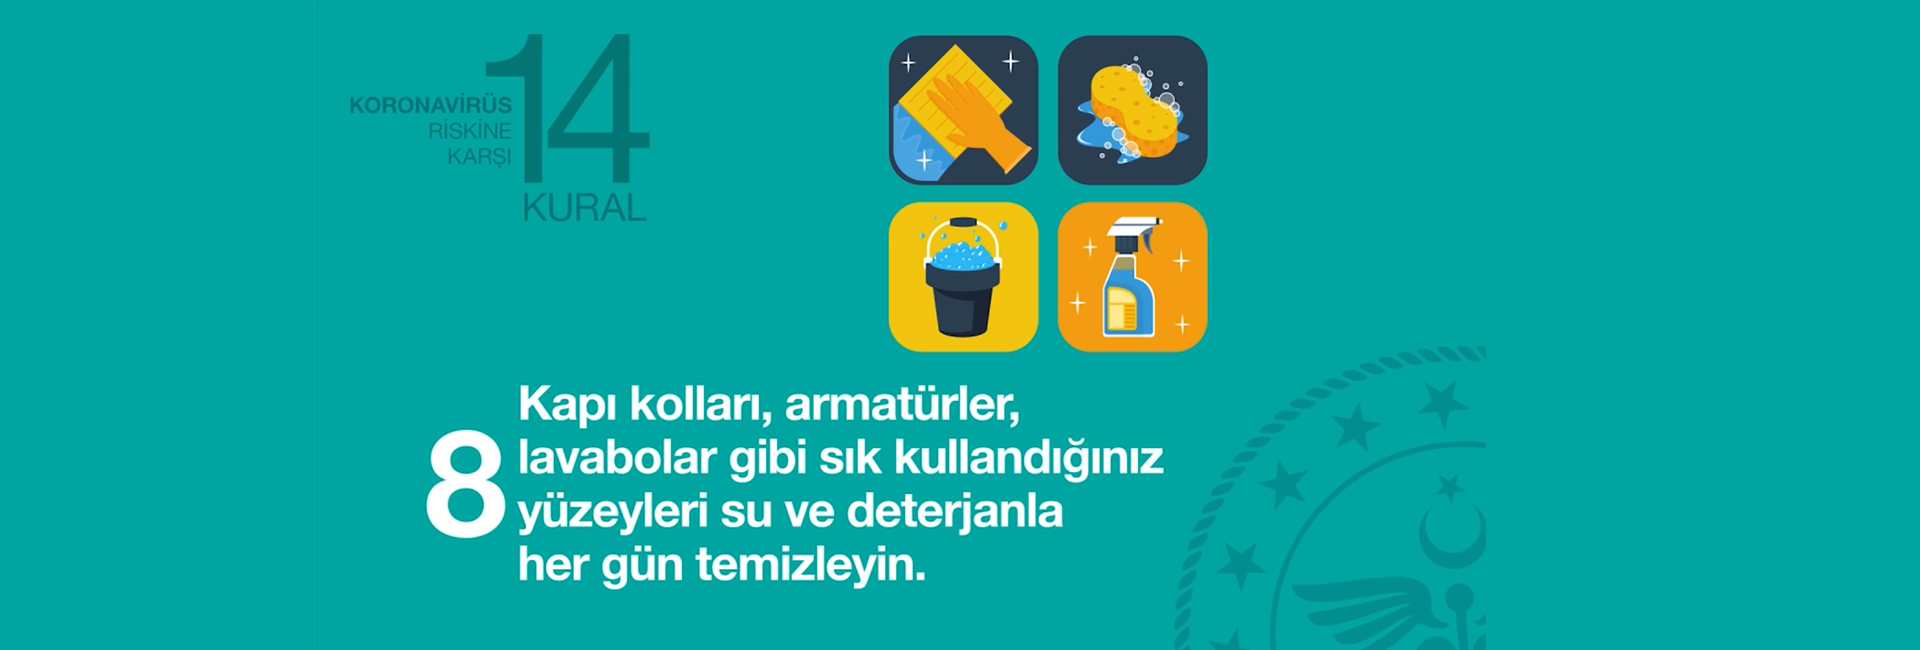 KORONAVİRÜS
RİSKİNE
KARŞI
14
KURAL
8
Kapı kolları, armatürler,
lavabolar gibi sık kullandığınız
yüzeyleri su ve deterjanla
her gün temizleyin.